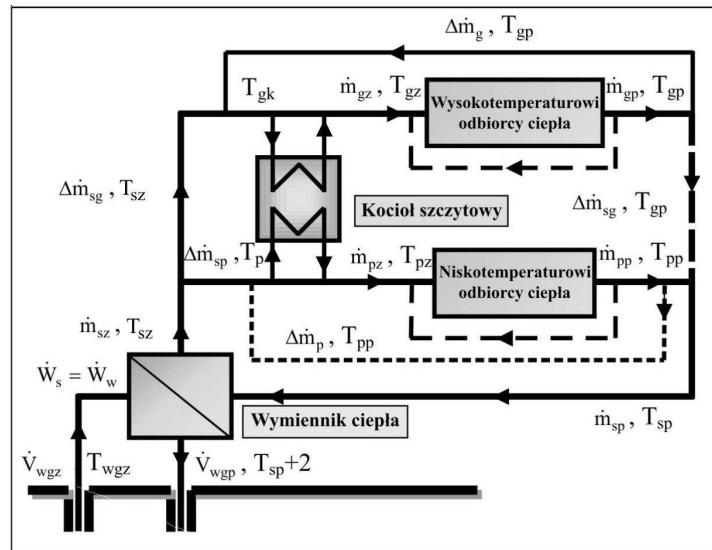 Δṁg , Tgp
Tgk
ṁgz , Tgz
Wysokotemperaturowi
odbiorcy ciepła
ṁgp , Tgp
Δṁsg , Tsz
Kocioł szczytowy
Δṁsg ,
Tgp
Δṁsp , Tp
ṁpz , Tpz
Niskotemperaturowi
odbiorcy ciepła
ṁpp , Tpp
ṁsz , Tsz
Δṁp , Tpp
Ẇs = Ẇw
Wymiennik ciepła
ṁsp , Tsp
V̇wgz
Twgz
V̇wgp , Tsp+2